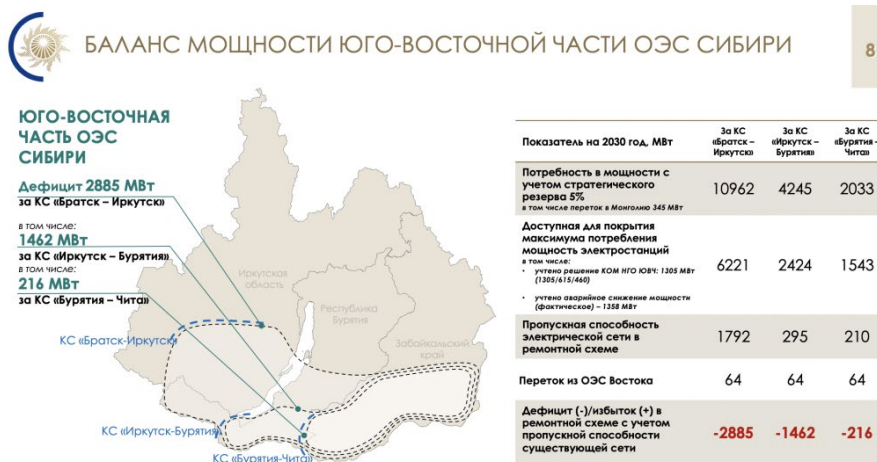 БАЛАНС МОЩНОСТИ ЮГО-ВОСТОЧНОЙ ЧАСТИ ОЭС СИБИРИ
8
ЮГО-ВОСТОЧНАЯ
ЧАСТЬ ОЭС
СИБИРИ
Дефицит 2885 МВт
за КС «Братск – Иркутск»
в том числе:
1462 МВт
за КС «Иркутск – Бурятия»
в том числе:
216 МВт
за КС «Бурятия – Чита»
Иркутская
область
Республика
Бурятия
Забайкальский
край
КС «Братск-Иркутск»
КС «Иркутск-Бурятия»
КС «Бурятия-Чита»
Показатель на 2030 год, МВт
За КС «Братск – Иркутск»
За КС «Иркутск – Бурятия»
За КС «Бурятия – Чита»
Потребность в мощности с
учетом стратегического
резерва 5%
в том числе переток в Монголию 345 МВт
10962 4245 2033
Доступная для покрытия
максимума потребления
мощность электростанций
в том числе:
• учтено решение КОМ НГО ЮВЧ: 1305 МВт
(1305/615/460)
• учтено аварийное снижение мощности
(фактическое) – 1358 МВт
6221 2424 1543
Пропускная способность
электрической сети в
ремонтной схеме
1792 295 210
Переток из ОЭС Востока 64 64 64
Дефицит (-)/избыток (+) в
ремонтной схеме с учетом
пропускной способности
существующей сети
-2885 -1462 -216